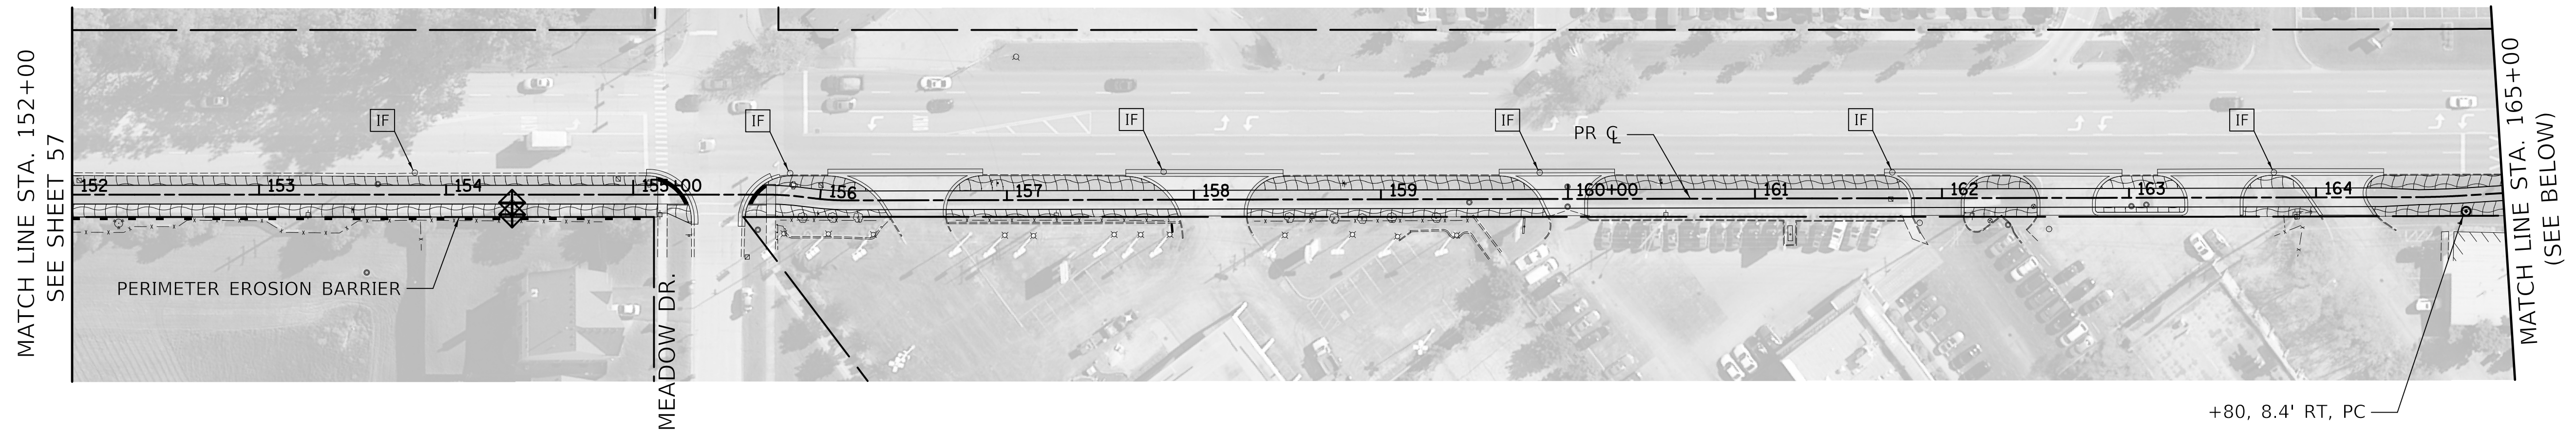 MATCH LINE STA. 152+00
SEE SHEET 57
IF
IF
IF
IF
IF
IF
PR ℄
152
153
154
155+00
156
157
158
159
160+00
161
162
163
164
PERIMETER EROSION BARRIER
MEADOW DR.
+80, 8.4' RT, PC
MATCH LINE STA. 165+00
(SEE BELOW)